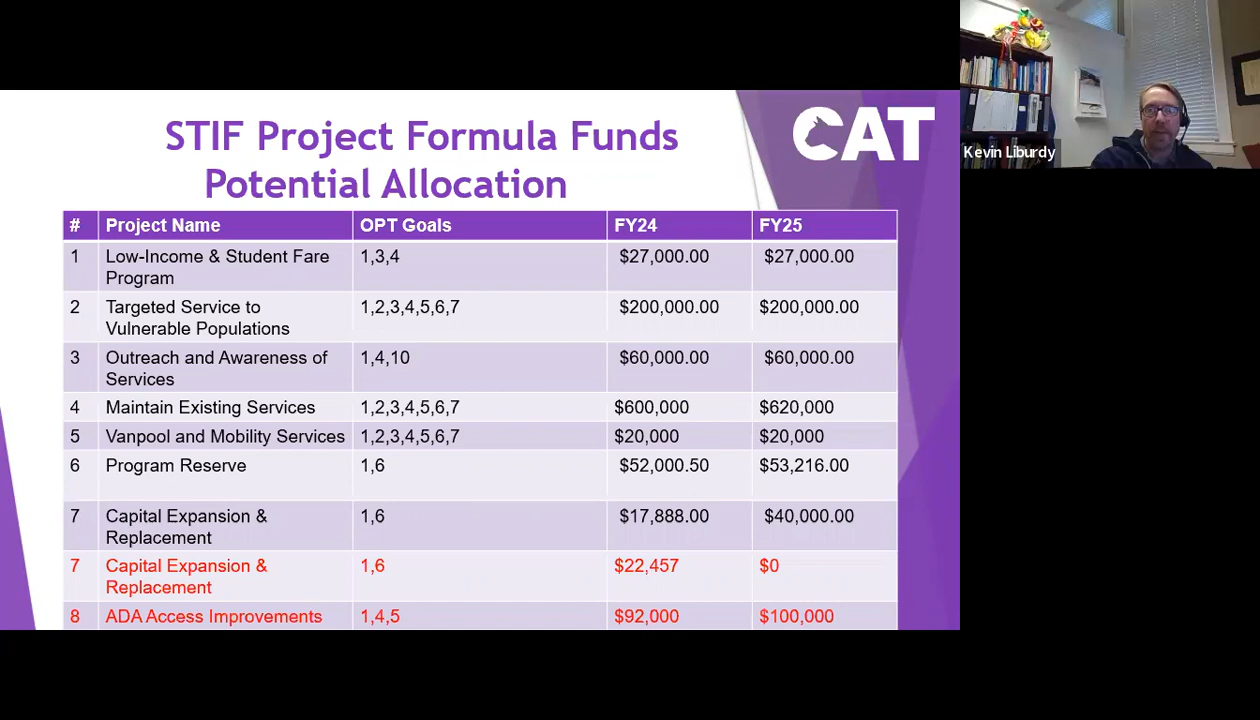 STIF Project Formula Funds
Potential Allocation
CAT
Kevin Liburdy
# Project Name OPT Goals FY24 FY25
1 Low-Income & Student Fare 1,3,4 $27,000.00 $27,000.00
Program
2 Targeted Service to 1,2,3,4,5,6,7 $200,000.00 $200,000.00
Vulnerable Populations
3 Outreach and Awareness of 1,4,10 $60,000.00 $60,000.00
Services
4 Maintain Existing Services 1,2,3,4,5,6,7 $600,000 $620,000
5 Vanpool and Mobility Services 1,2,3,4,5,6,7 $20,000 $20,000
6 Program Reserve 1,6 $52,000.50 $53,216.00
7 Capital Expansion & 1,6 $17,888.00 $40,000.00
Replacement
7 Capital Expansion & 1,6 $22,457 $0
Replacement
8 ADA Access Improvements 1,4,5 $92,000 $100,000